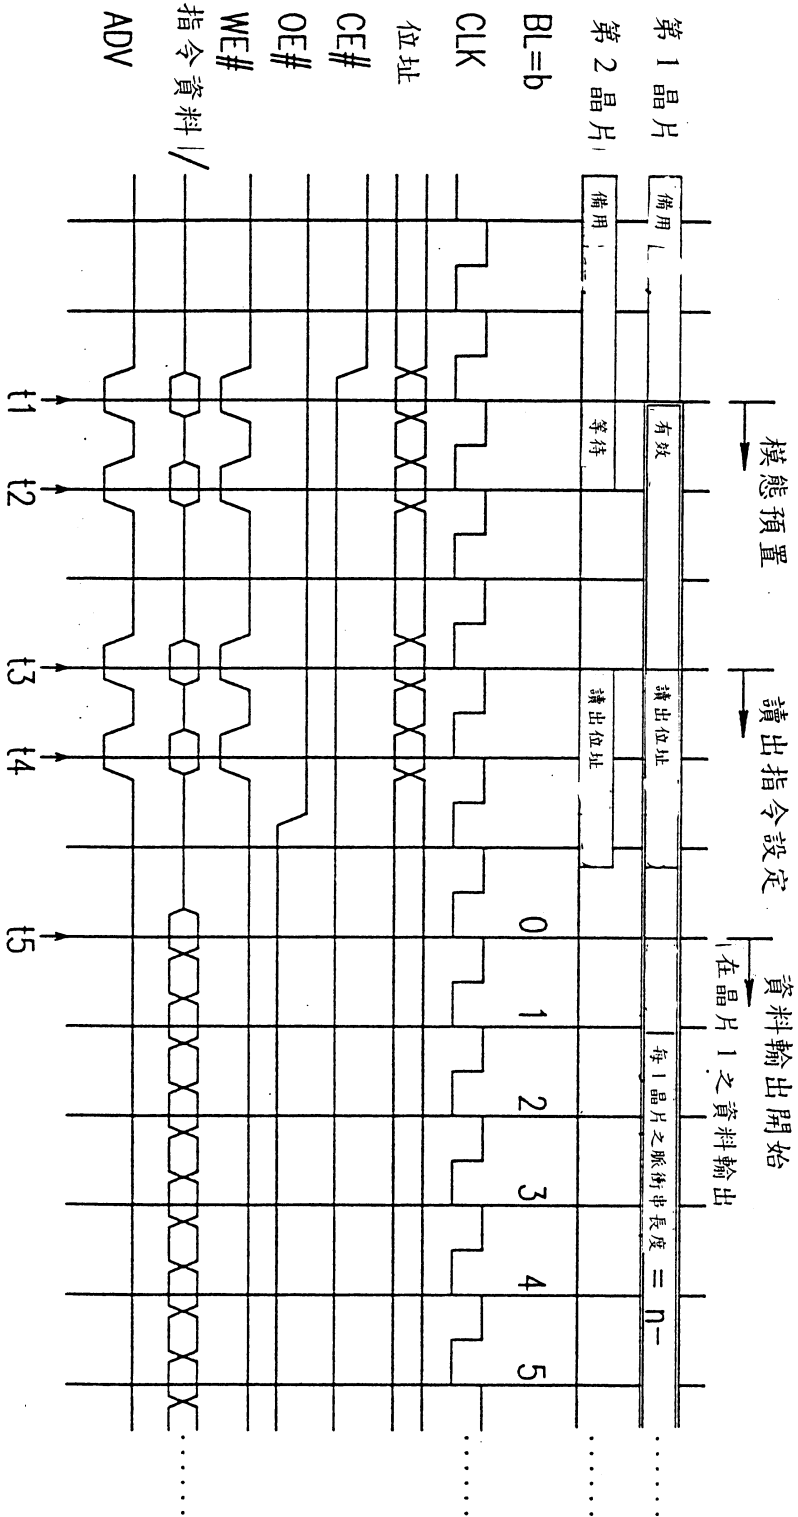 模態預置
讀出指令設定
資料輸出開始
在晶片1之資料輸出
第1晶片
備用
有效
讀出位址
每1晶片之脈衝串長度 = n
第2晶片
備用
等待
讀出位址
BL=b
0 1 2 3 4 5
CLK
位址
CE#
OE#
WE#
指令資料/
ADV
t1 t2 t3 t4 t5